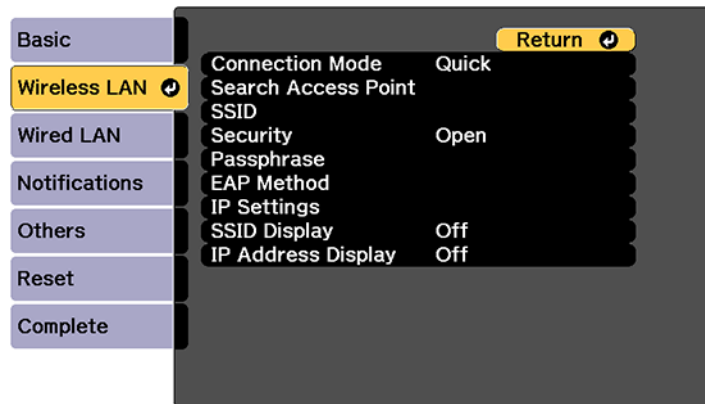 Basic
Wireless LAN
Wired LAN
Notifications
Others
Reset
Complete
Return
Connection Mode Quick
Search Access Point
SSID
Security Open
Passphrase
EAP Method
IP Settings
SSID Display Off
IP Address Display Off